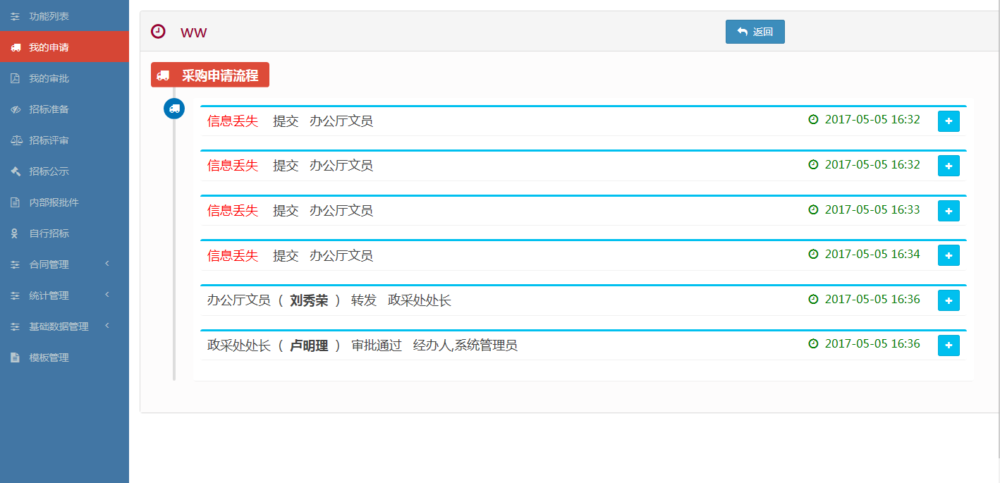 功能列表
我的申请
我的审批
招标准备
招标评审
招标公示
内部报批件
自行招标
合同管理
统计管理
基础数据管理
模板管理
ww
返回
采购申请流程
信息丢失 提交 办公厅文员 2017-05-05 16:32
信息丢失 提交 办公厅文员 2017-05-05 16:32
信息丢失 提交 办公厅文员 2017-05-05 16:33
信息丢失 提交 办公厅文员 2017-05-05 16:34
办公厅文员（ 刘秀荣 ） 转发 政采处处长 2017-05-05 16:36
政采处处长（ 卢明理 ） 审批通过 经办人,系统管理员 2017-05-05 16:36